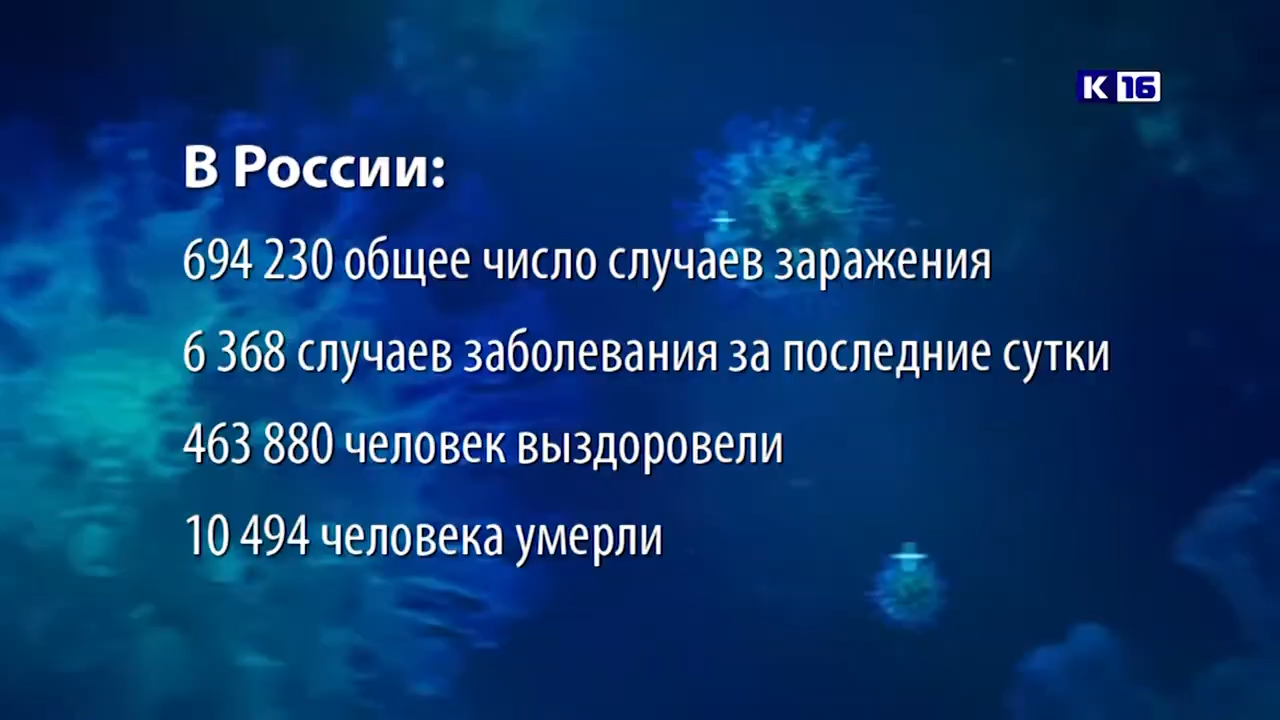 К 16
В России:
694 230 общее число случаев заражения
6 368 случаев заболевания за последние сутки
463 880 человек выздоровели
10 494 человека умерли